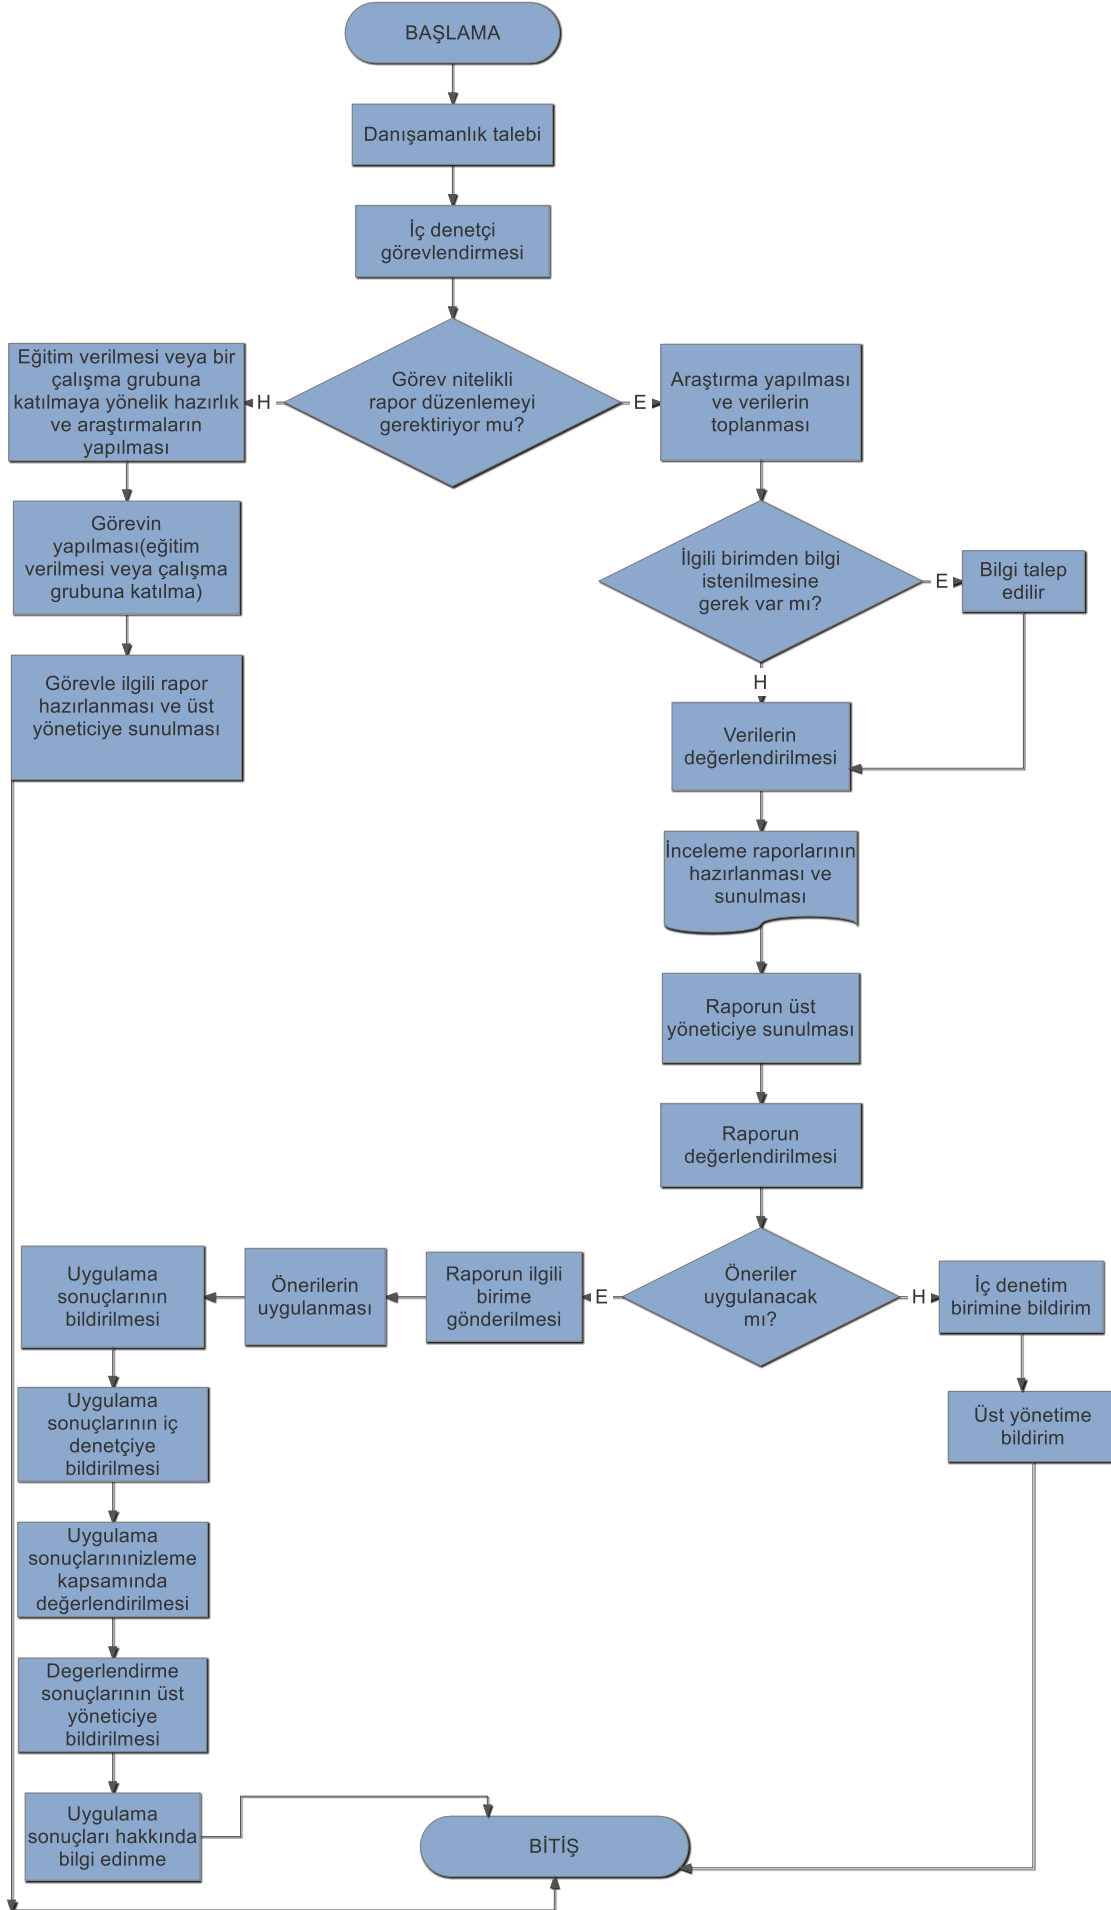 BAŞLAMA
Danışamanlık talebi
İç denetçi
görevlendirmesi
Görev nitelikli
rapor düzenlemeyi
gerektiriyor mu?
H
E
Eğitim verilmesi veya bir
çalışma grubuna
katılmaya yönelik hazırlık
ve araştırmaların
yapılması
Görevin
yapılması(eğitim
verilmesi veya çalışma
grubuna katılma)
Görevle ilgili rapor
hazırlanması ve üst
yöneticiye sunulması
Araştırma yapılması
ve verilerin
toplanması
İlgili birimden bilgi
istenilmesine
gerek var mı?
E
Bilgi talep
edilir
H
Verilerin
değerlendirilmesi
İnceleme raporlarının
hazırlanması ve
sunulması
Raporun üst
yöneticiye sunulması
Raporun
değerlendirilmesi
Öneriler
uygulanacak
mı?
E
H
Raporun ilgili
birime
gönderilmesi
Önerilerin
uygulanması
Uygulama
sonuçlarının
bildirilmesi
İç denetim
birimine bildirim
Üst yönetime
bildirim
Uygulama
sonuçlarının iç
denetçiye
bildirilmesi
Uygulama
sonuçlarınınizleme
kapsamında
değerlendirilmesi
Degerlendirme
sonuçlarının üst
yöneticiye
bildirilmesi
Uygulama
sonuçları hakkında
bilgi edinme
BİTİŞ